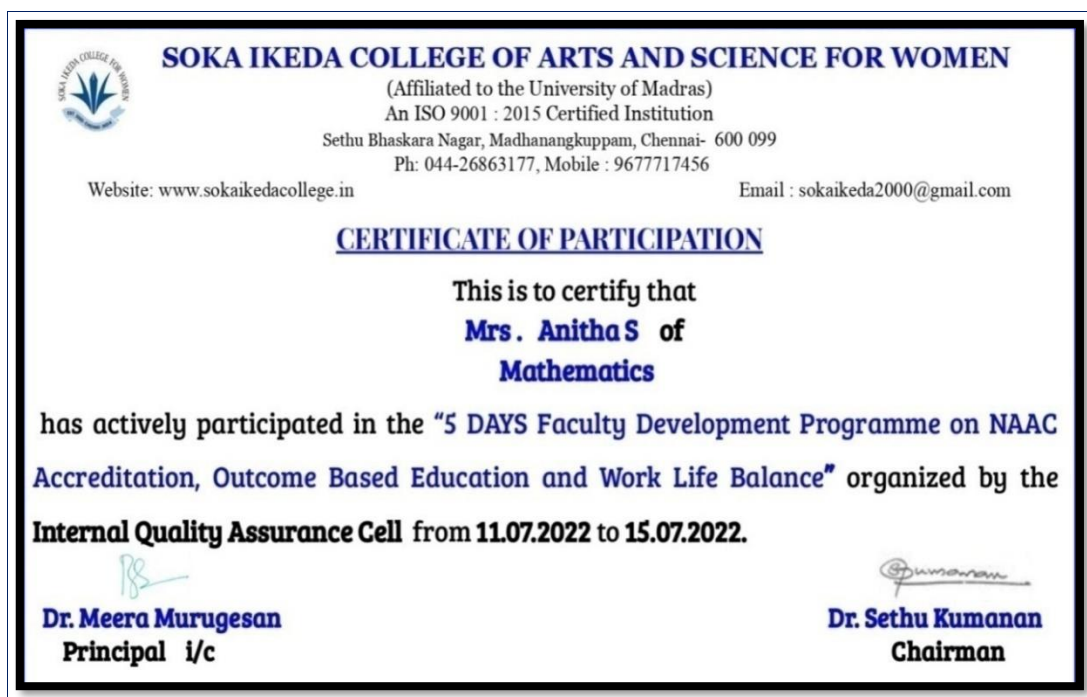 SOKA IKEDA COLLEGE OF ARTS AND SCIENCE FOR WOMEN
(Affiliated to the University of Madras)
An ISO 9001 : 2015 Certified Institution
Sethu Bhaskara Nagar, Madhanangkuppam, Chennai- 600 099
Ph: 044-26863177, Mobile : 9677717456
Website: www.sokaikedacollege.in Email : sokaikeda2000@gmail.com
SOKA IKEDA COLLEGE FOR WOMEN
CERTIFICATE OF PARTICIPATION
This is to certify that
Mrs. Anitha S of
Mathematics
has actively participated in the “5 DAYS Faculty Development Programme on NAAC
Accreditation, Outcome Based Education and Work Life Balance” organized by the
Internal Quality Assurance Cell from 11.07.2022 to 15.07.2022.
Dr. Meera Murugesan Dr. Sethu Kumanan
Principal i/c Chairman